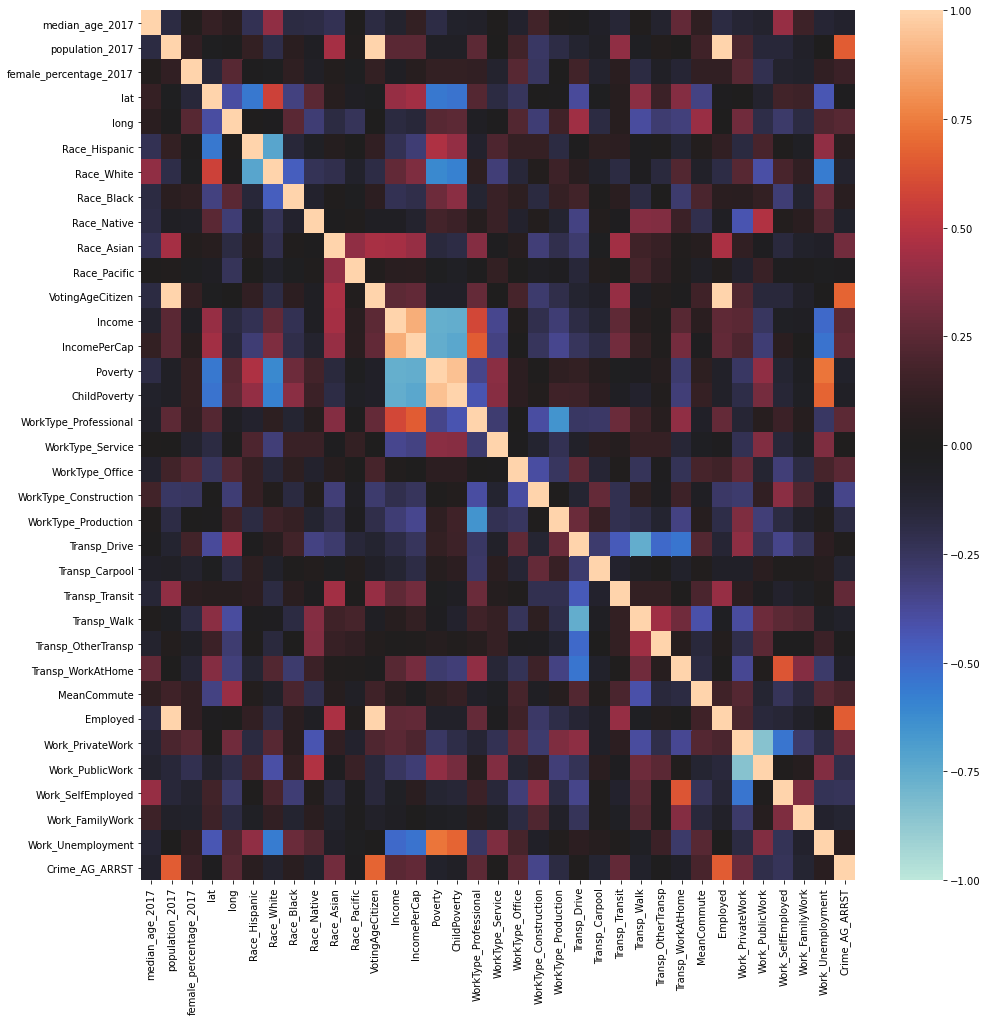 median_age_2017
population_2017
female_percentage_2017
lat
long
Race_Hispanic
Race_White
Race_Black
Race_Native
Race_Asian
Race_Pacific
VotingAgeCitizen
Income
IncomePerCap
Poverty
ChildPoverty
WorkType_Professional
WorkType_Service
WorkType_Office
WorkType_Construction
WorkType_Production
Transp_Drive
Transp_Carpool
Transp_Transit
Transp_Walk
Transp_OtherTransp
Transp_WorkAtHome
MeanCommute
Employed
Work_PrivateWork
Work_PublicWork
Work_SelfEmployed
Work_FamilyWork
Work_Unemployment
Crime_AG_ARRST
median_age_2017
population_2017
female_percentage_2017
lat
long
Race_Hispanic
Race_White
Race_Black
Race_Native
Race_Asian
Race_Pacific
VotingAgeCitizen
Income
IncomePerCap
Poverty
ChildPoverty
WorkType_Professional
WorkType_Service
WorkType_Office
WorkType_Construction
WorkType_Production
Transp_Drive
Transp_Carpool
Transp_Transit
Transp_Walk
Transp_OtherTransp
Transp_WorkAtHome
MeanCommute
Employed
Work_PrivateWork
Work_PublicWork
Work_SelfEmployed
Work_FamilyWork
Work_Unemployment
Crime_AG_ARRST
1.00
0.75
0.50
0.25
0.00
−0.25
−0.50
−0.75
−1.00